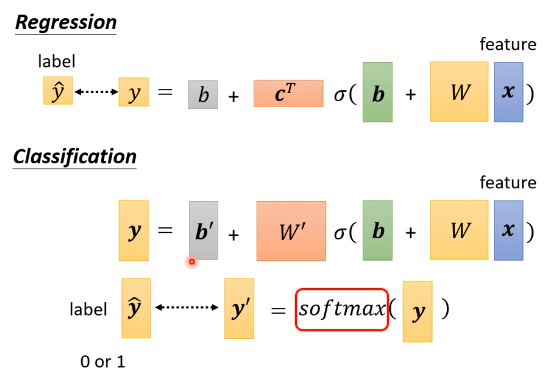 Regression
feature
label
ŷ y = b + cᵀ σ( b + W x )
Classification
feature
y = b′ + W′ σ( b + W x )
label ŷ y′ = softmax( y )
0 or 1